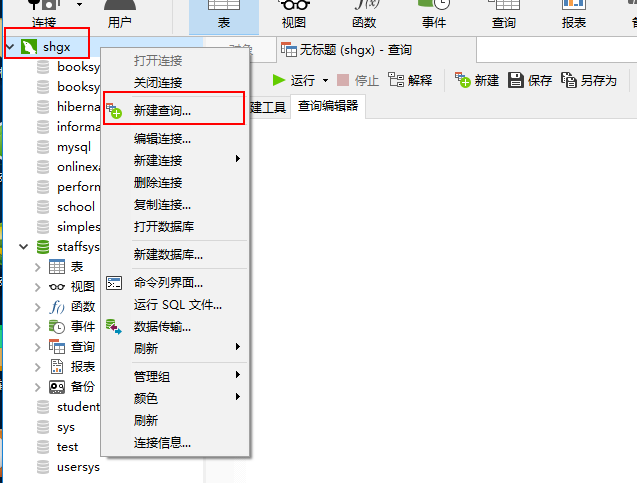 连接 用户 表 视图 函数 事件 查询 报表
shgx
无标题 (shgx) - 查询
运行 停止 解释 新建 保存 另存为
建工具 查询编辑器
打开连接
关闭连接
新建查询...
编辑连接...
新建连接
删除连接
复制连接...
打开数据库
新建数据库...
命令列界面...
运行 SQL 文件...
数据传输...
刷新
管理组
颜色
刷新
连接信息...
booksy
booksy
hiberna
informa
mysql
onlinexa
perform
school
simples
staffsys
表
视图
f() 函数
事件
查询
报表
备份
student
sys
test
usersys